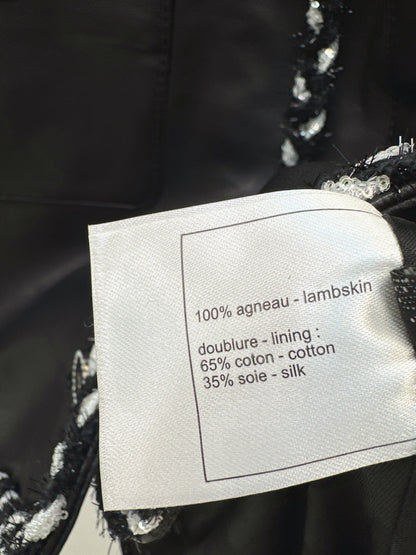 100% agneau - lambskin
doublure - lining :
65% coton - cotton
35% soie - silk